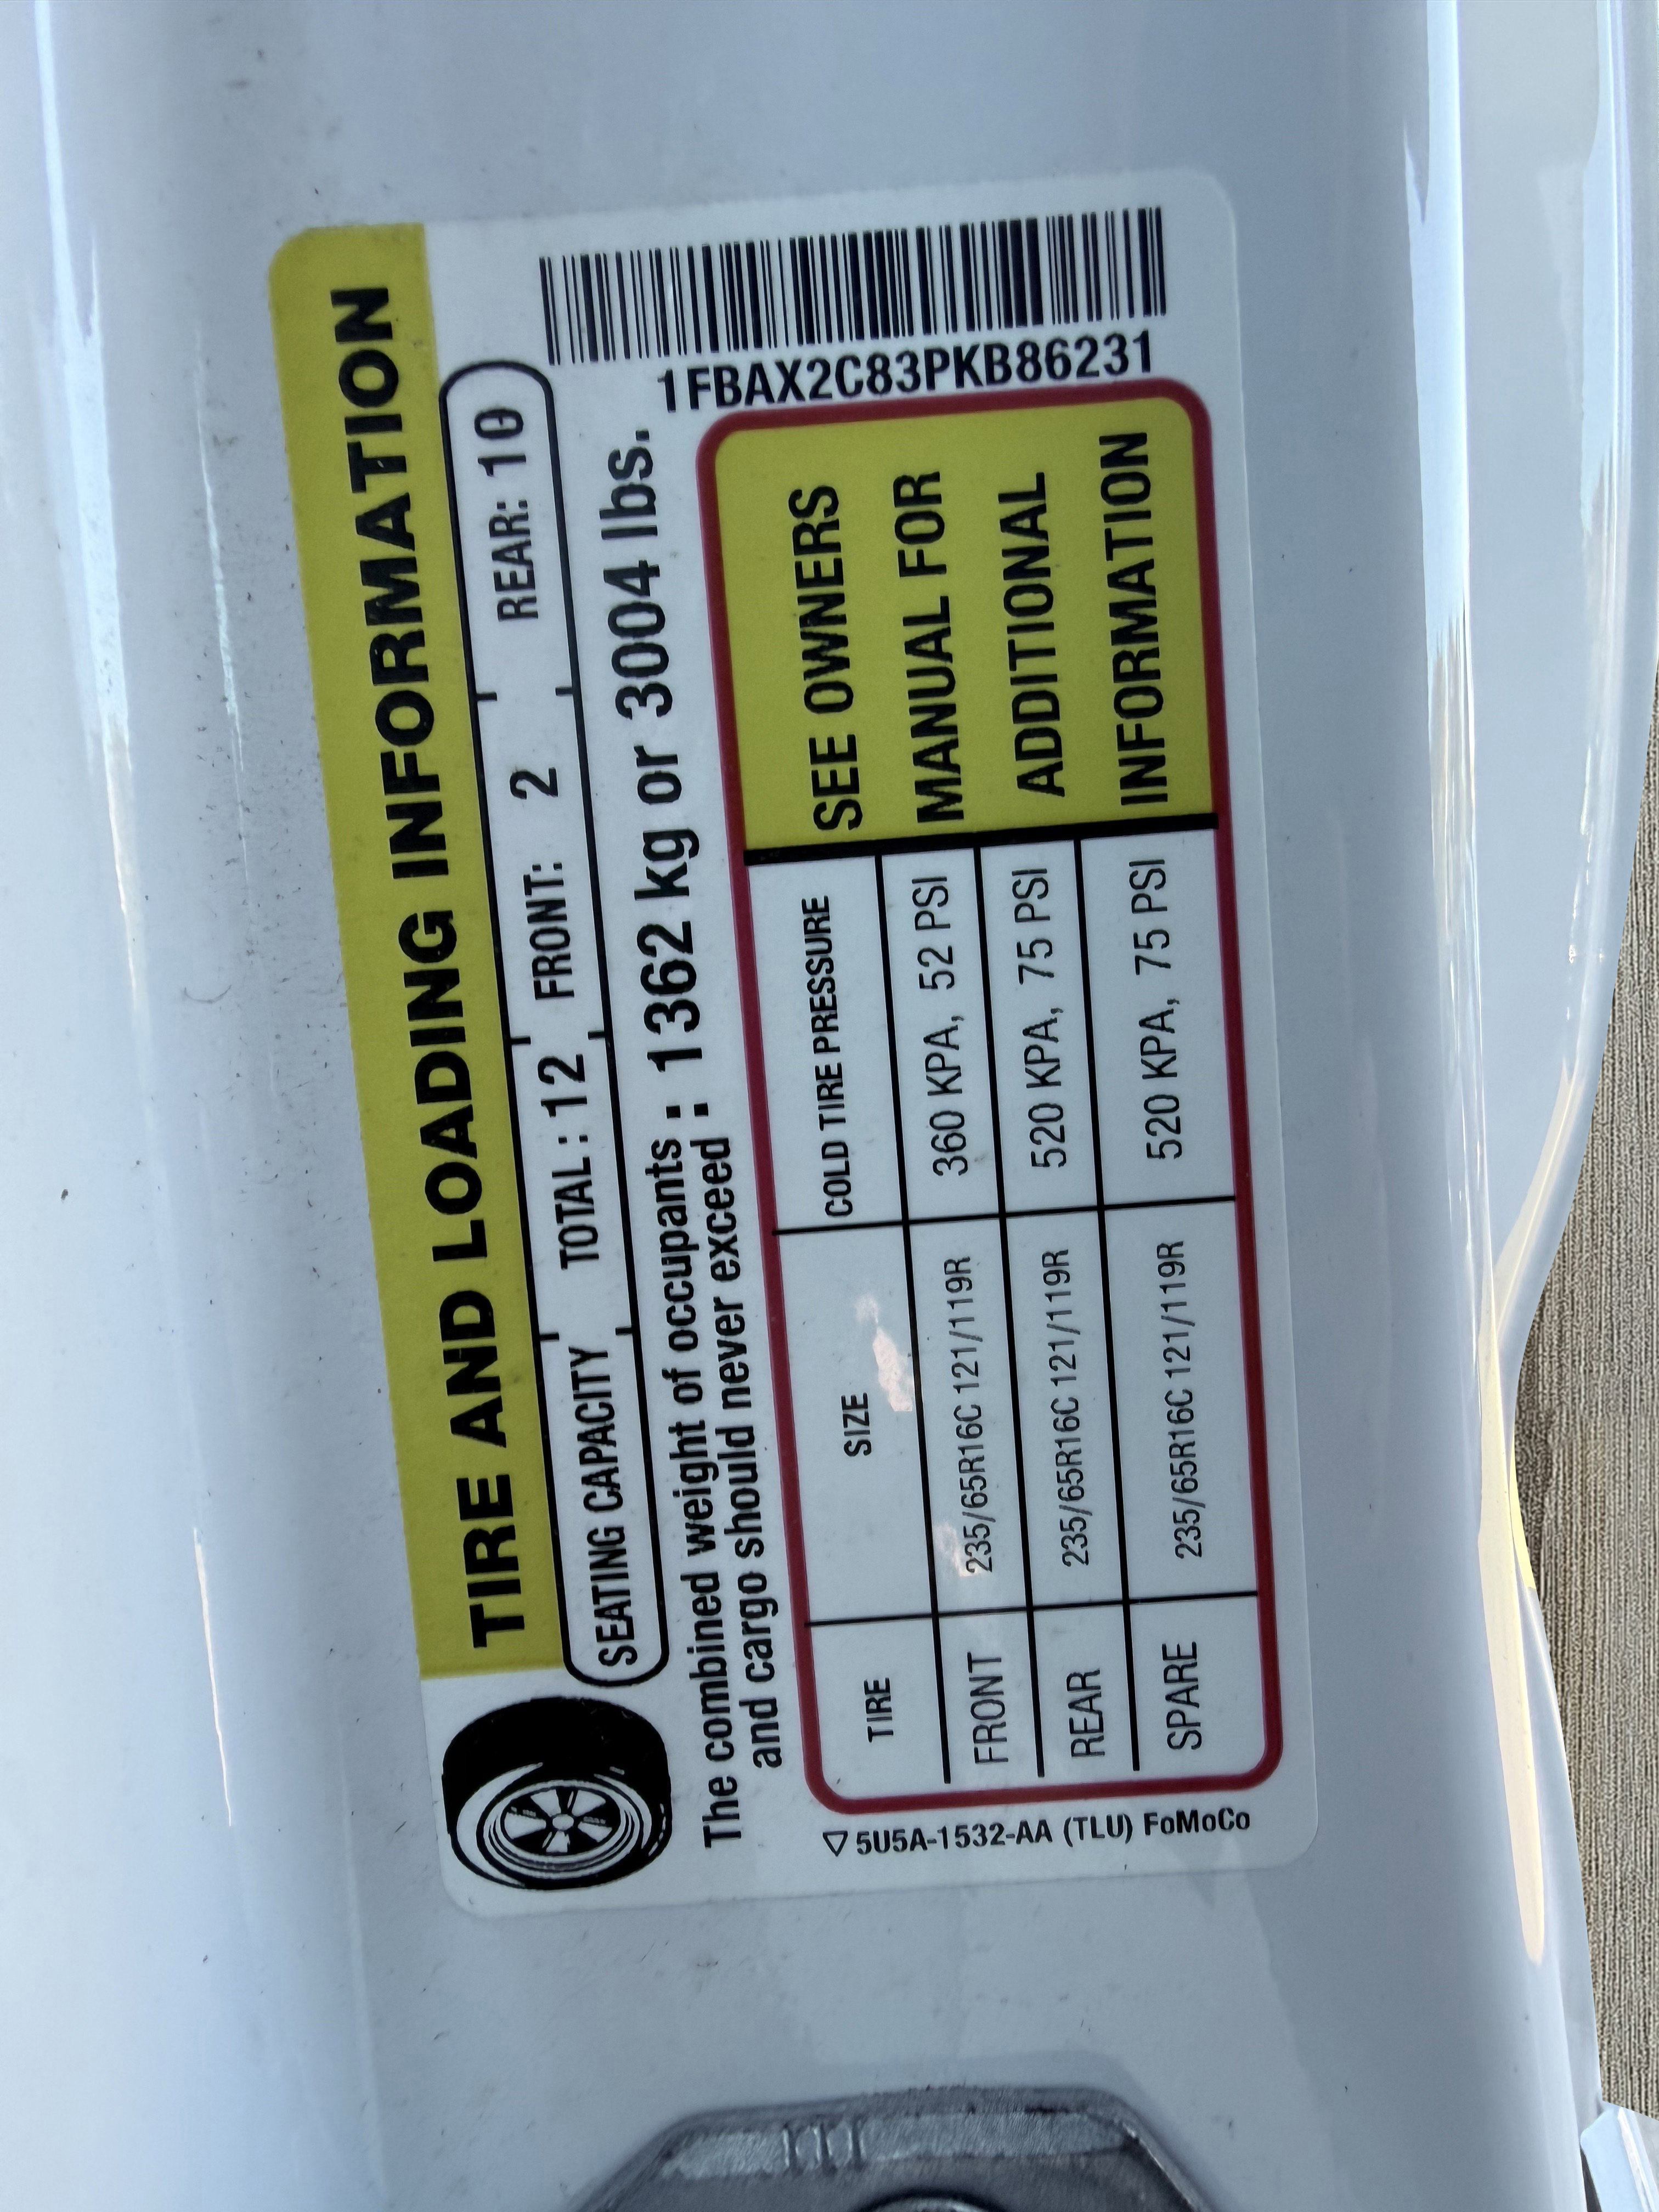 TIRE AND LOADING INFORMATION
SEATING CAPACITY TOTAL : 12 FRONT: 2 REAR: 10
The combined weight of occupants : 1362 kg or 3004 lbs.
and cargo should never exceed :
TIRE SIZE COLD TIRE PRESSURE
FRONT 235/65R16C 121/119R 360 KPA, 52 PSI
REAR 235/65R16C 121/119R 520 KPA, 75 PSI
SPARE 235/65R16C 121/119R 520 KPA, 75 PSI
SEE OWNERS
MANUAL FOR
ADDITIONAL
INFORMATION
1FBAX2C83PKB86231
5U5A-1532-AA (TLU) FoMoCo